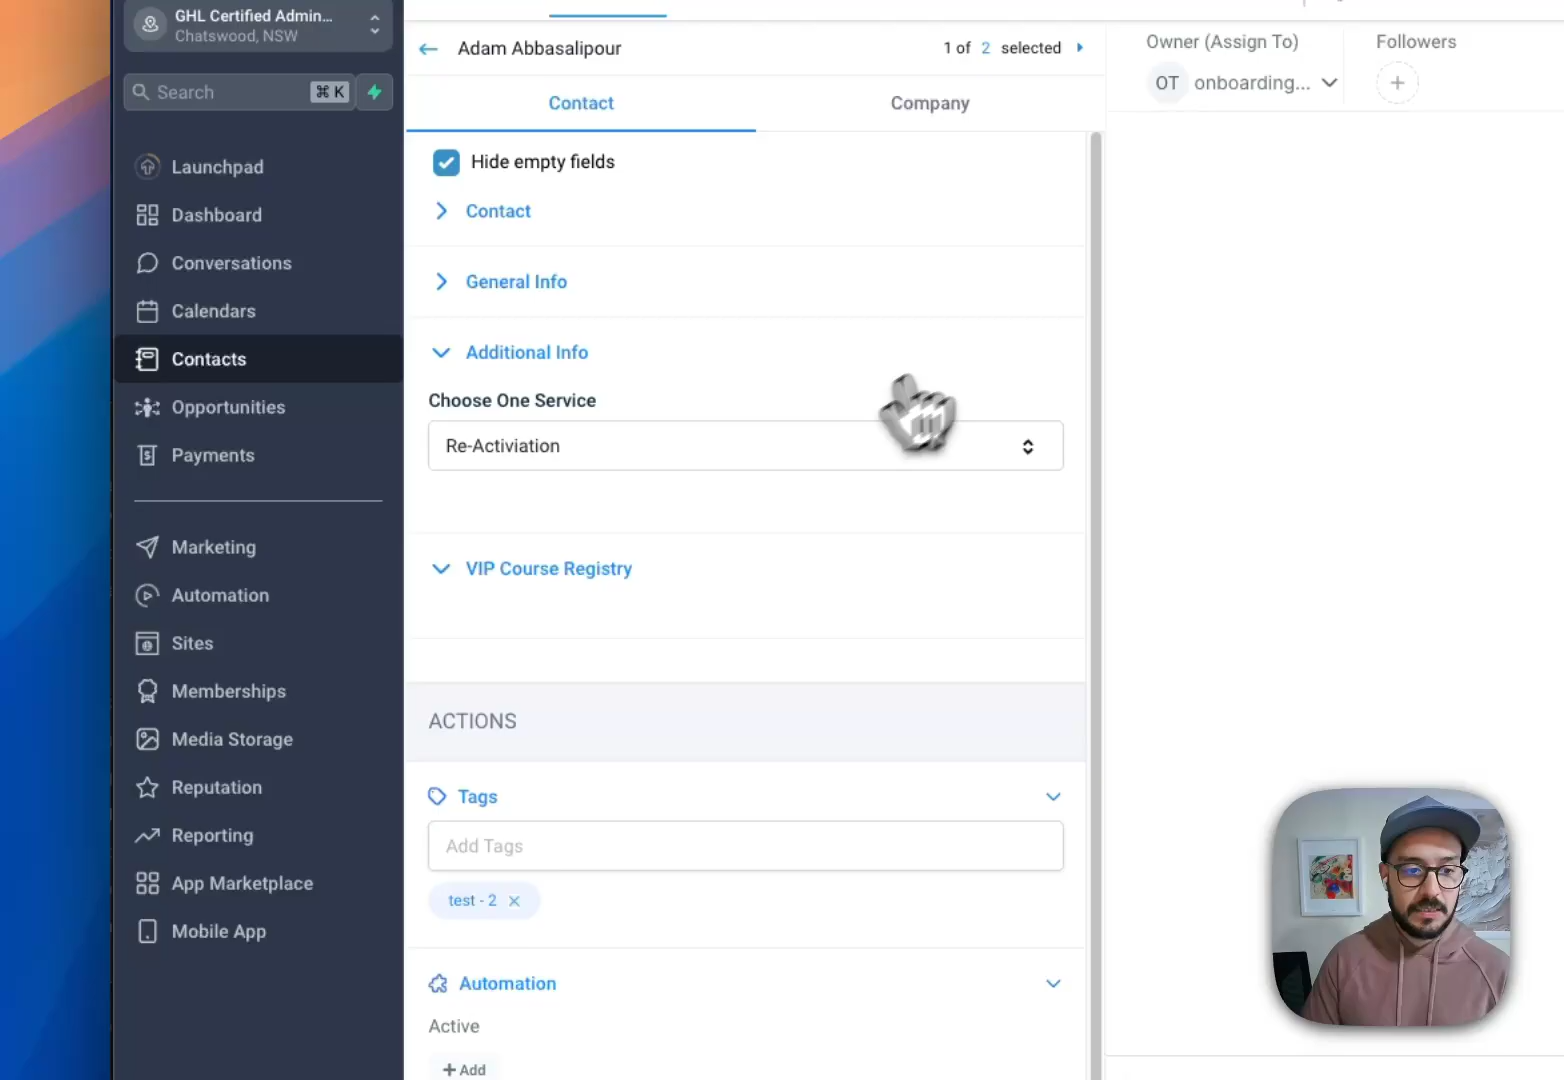 GHL Certified Admin...
Chatswood, NSW
Search
⌘ K
Launchpad
Dashboard
Conversations
Calendars
Contacts
Opportunities
Payments
Marketing
Automation
Sites
Memberships
Media Storage
Reputation
Reporting
App Marketplace
Mobile App
Adam Abbasalipour
1 of 2 selected
Contact
Company
Hide empty fields
Contact
General Info
Additional Info
Choose One Service
Re-Activiation
VIP Course Registry
ACTIONS
Tags
Add Tags
test - 2
Automation
Active
+ Add
Owner (Assign To)
OT onboarding...
Followers